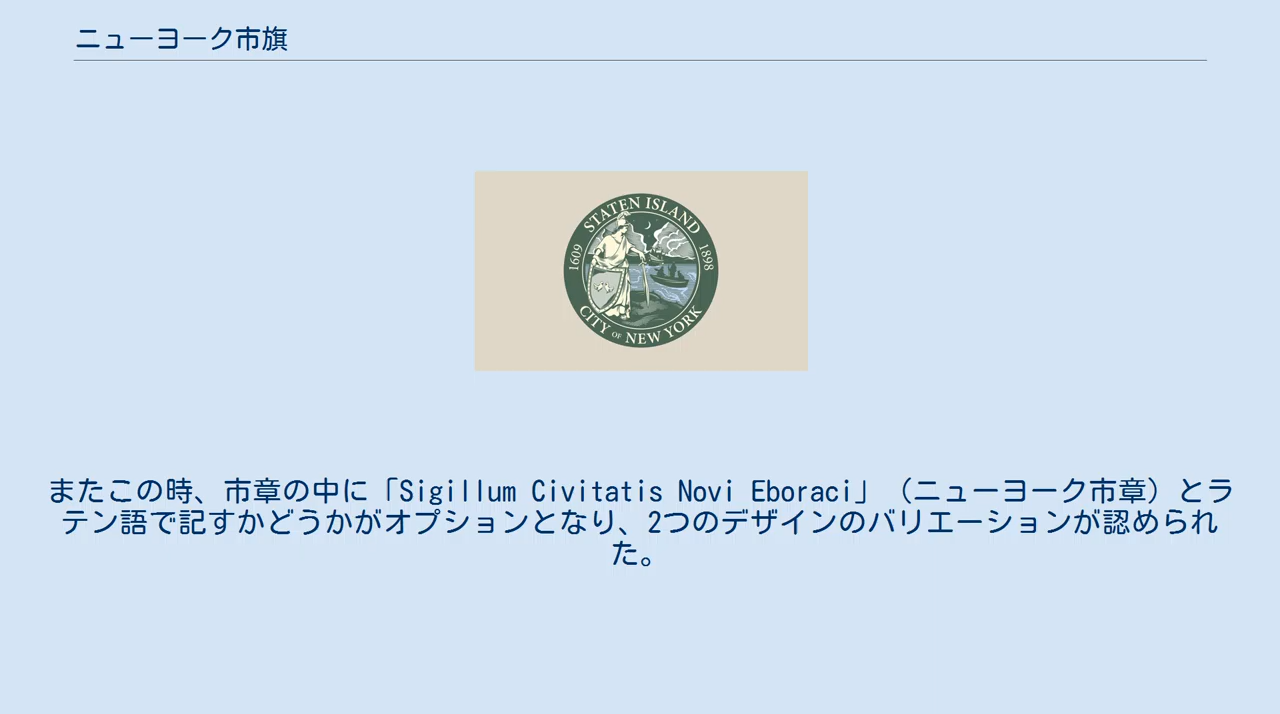 ニューヨーク市旗
STATEN ISLAND
1609
1898
CITY OF NEW YORK
またこの時、市章の中に「Sigillum Civitatis Novi Eboraci」（ニューヨーク市章）とラ
テン語で記すかどうかがオプションとなり、2つのデザインのバリエーションが認められ
た。